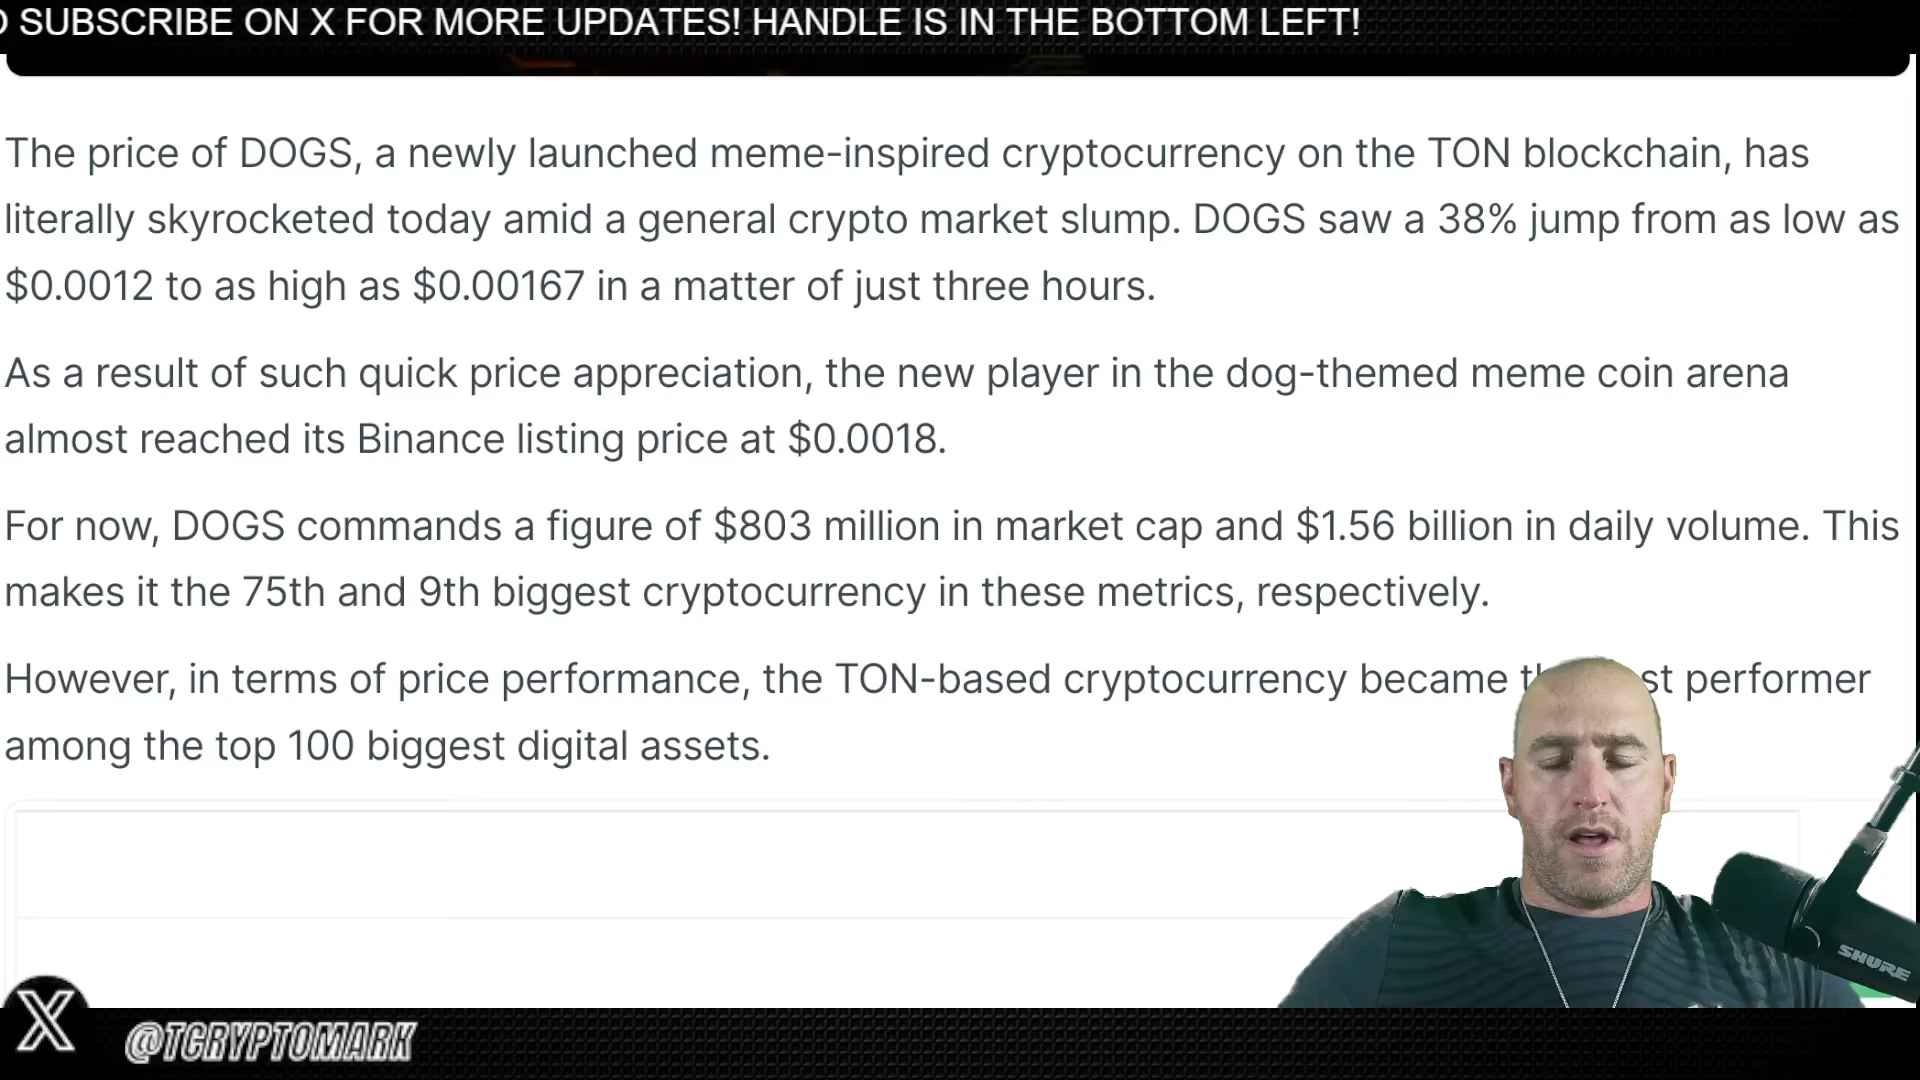 SUBSCRIBE ON X FOR MORE UPDATES! HANDLE IS IN THE BOTTOM LEFT!
The price of DOGS, a newly launched meme-inspired cryptocurrency on the TON blockchain, has
literally skyrocketed today amid a general crypto market slump. DOGS saw a 38% jump from as low as
$0.0012 to as high as $0.00167 in a matter of just three hours.
As a result of such quick price appreciation, the new player in the dog-themed meme coin arena
almost reached its Binance listing price at $0.0018.
For now, DOGS commands a figure of $803 million in market cap and $1.56 billion in daily volume. This
makes it the 75th and 9th biggest cryptocurrency in these metrics, respectively.
However, in terms of price performance, the TON-based cryptocurrency became performer
among the top 100 biggest digital assets.
SHURE
X @TCRYPTOMARK